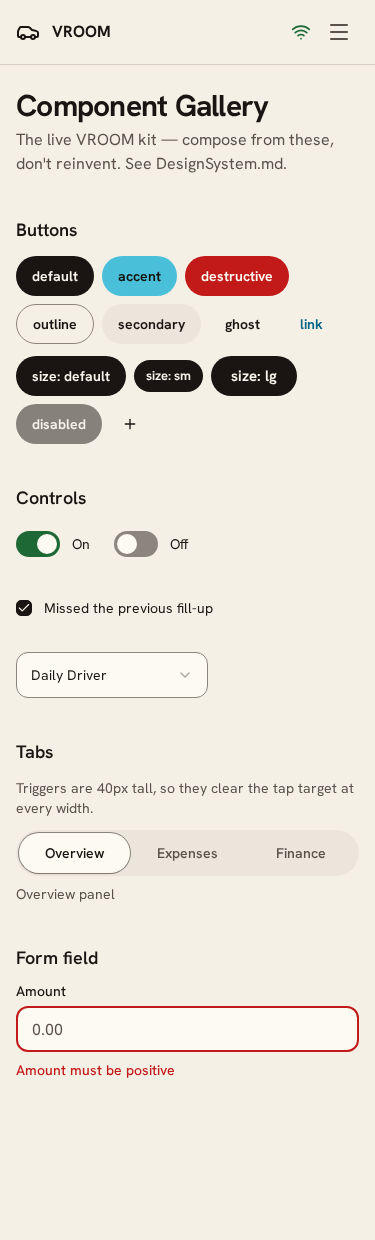 VROOM
Component Gallery
The live VROOM kit — compose from these,
don't reinvent. See DesignSystem.md.
Buttons
default accent destructive
outline secondary ghost link
size: default size: sm size: lg
disabled +
Controls
On Off
Missed the previous fill-up
Daily Driver
Tabs
Triggers are 40px tall, so they clear the tap target at
every width.
Overview Expenses Finance
Overview panel
Form field
Amount
0.00
Amount must be positive